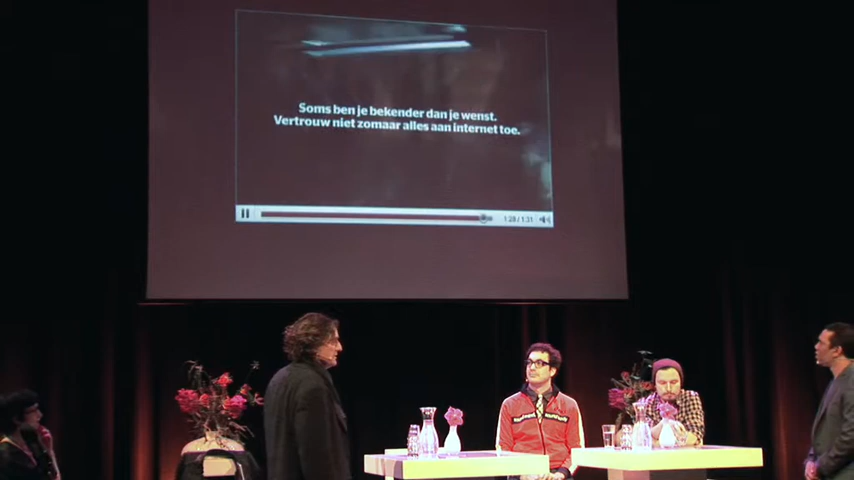 Soms ben je bekender dan je wenst.
Vertrouw niet zomaar alles aan internet toe.
1:28 / 1:31